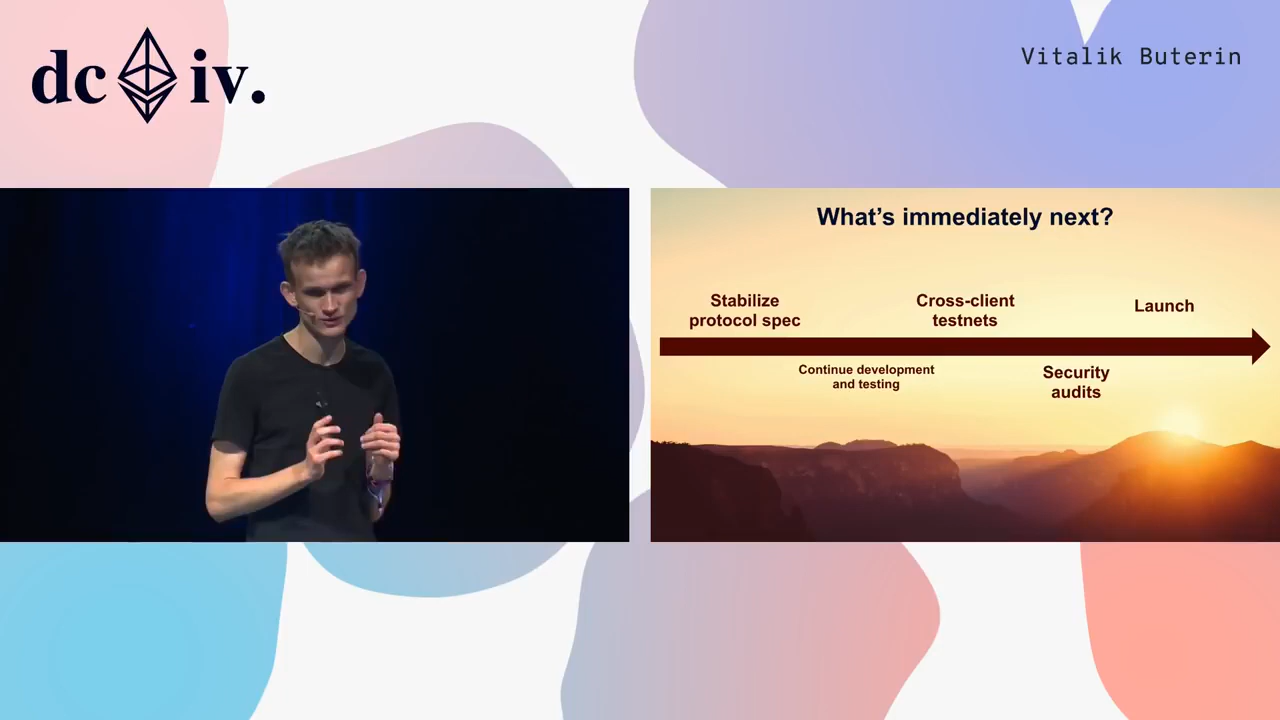 dc iv.
Vitalik Buterin
What’s immediately next?
Stabilize
protocol spec
Cross-client
testnets
Launch
Continue development
and testing
Security
audits